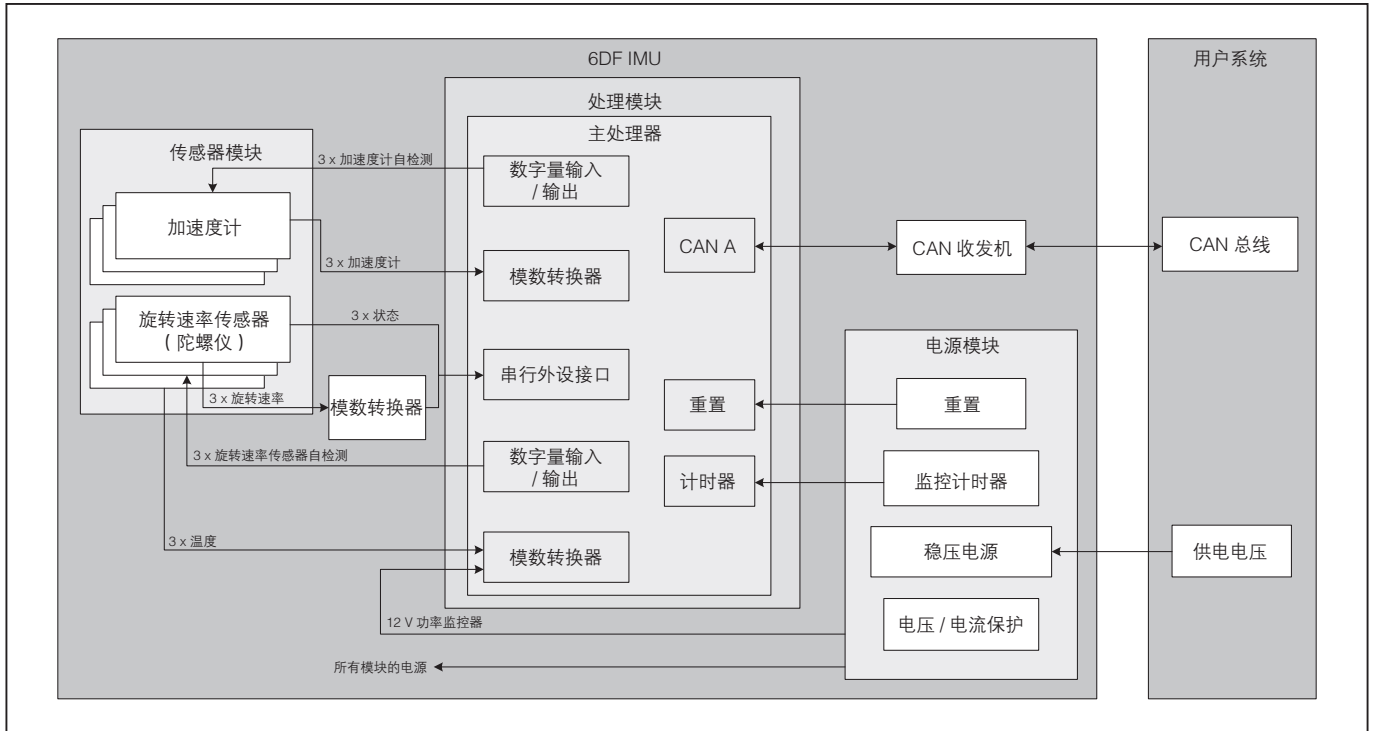 6DF IMU
用户系统
处理模块
主处理器
传感器模块
3 x 加速度计自检测
数字量输入
/ 输出
加速度计
CAN A
CAN 收发机
CAN 总线
3 x 加速度计
模数转换器
旋转速率传感器
( 陀螺仪 )
3 x 状态
电源模块
串行外设接口
3 x 旋转速率
模数转换器
重置
重置
3 x 旋转速率传感器自检测
数字量输入
/ 输出
计时器
监控计时器
3 x 温度
模数转换器
稳压电源
供电电压
12 V 功率监控器
电压 / 电流保护
所有模块的电源